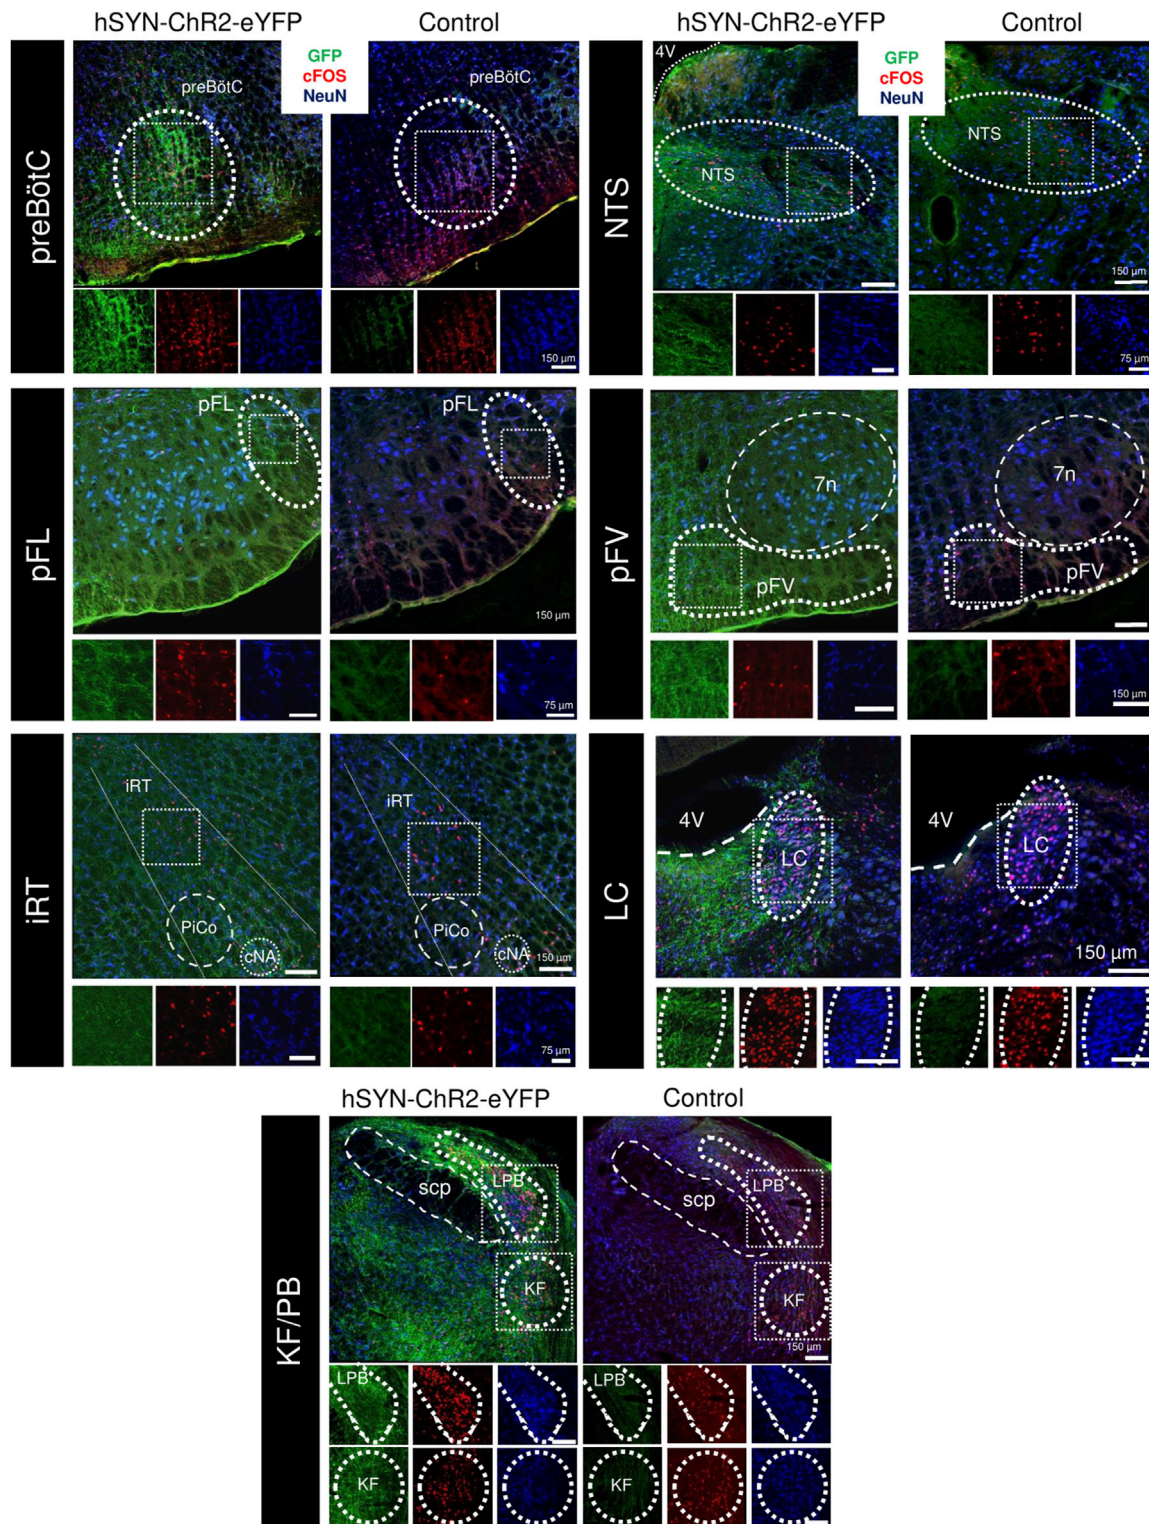 hSYN-ChR2-eYFP
Control
hSYN-ChR2-eYFP
Control
preBötC
preBötC
GFP
cFOS
NeuN
preBötC
150 µm
NTS
4V
GFP
cFOS
NeuN
NTS
NTS
150 µm
75 µm
pFL
pFL
pFL
150 µm
75 µm
pFV
7n
pFV
7n
pFV
150 µm
iRT
iRT
PiCo
cNA
iRT
PiCo
cNA
150 µm
75 µm
LC
4V
LC
4V
LC
150 µm
hSYN-ChR2-eYFP
Control
KF/PB
scp
LPB
KF
scp
LPB
KF
150 µm
LPB
LPB
KF
KF